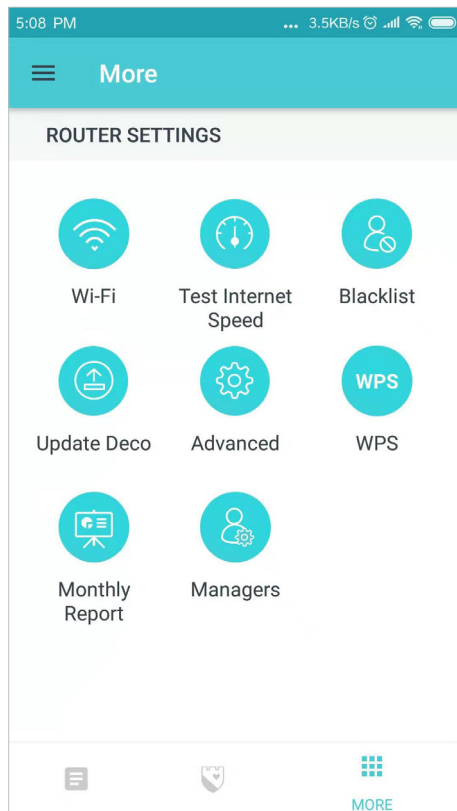 5:08 PM ... 3.5KB/s
More
ROUTER SETTINGS
Wi-Fi Test Internet Speed Blacklist
Update Deco Advanced WPS WPS
Monthly Report Managers
MORE